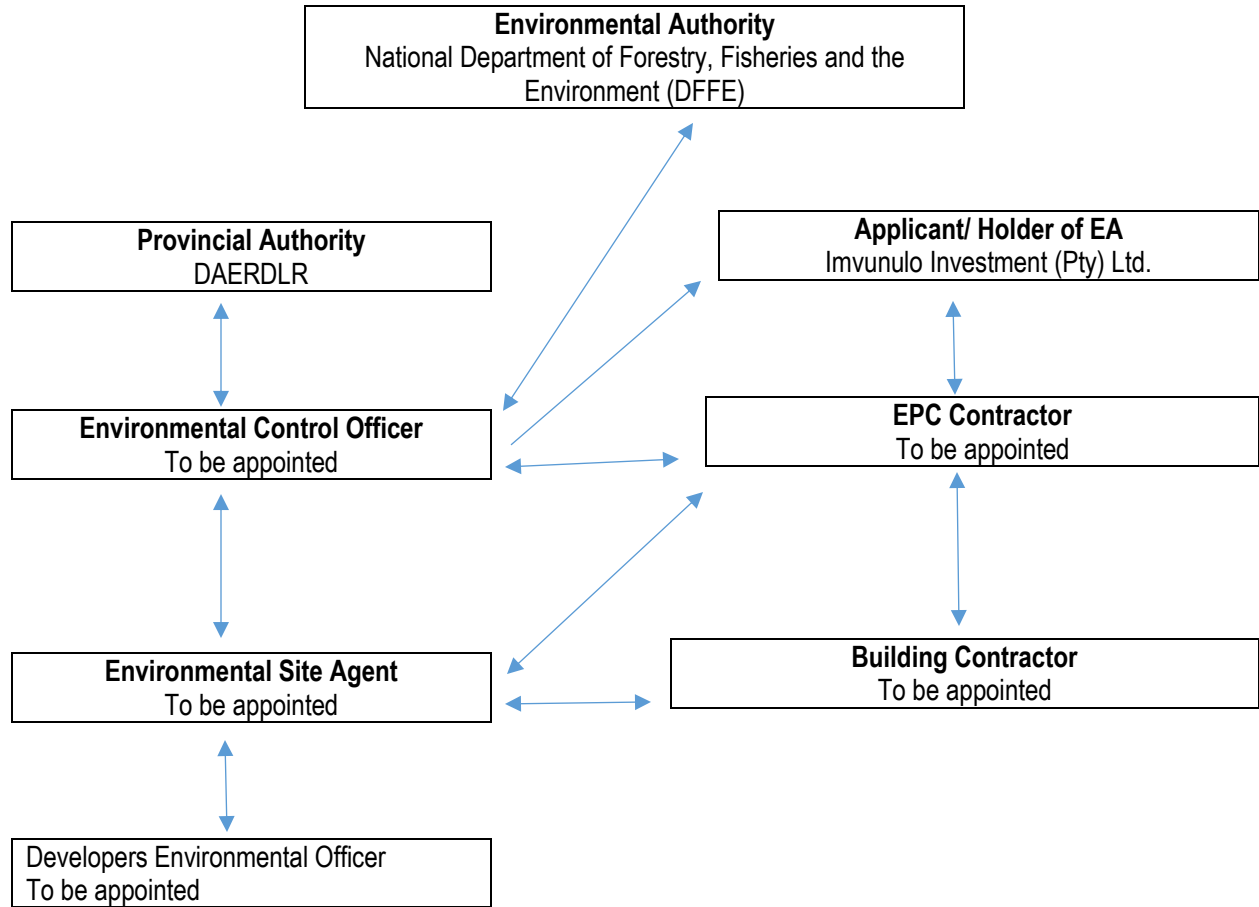 Environmental Authority
National Department of Forestry, Fisheries and the
Environment (DFFE)
Provincial Authority
DAERDLR
Applicant/ Holder of EA
Imvunulo Investment (Pty) Ltd.
Environmental Control Officer
To be appointed
EPC Contractor
To be appointed
Environmental Site Agent
To be appointed
Building Contractor
To be appointed
Developers Environmental Officer
To be appointed